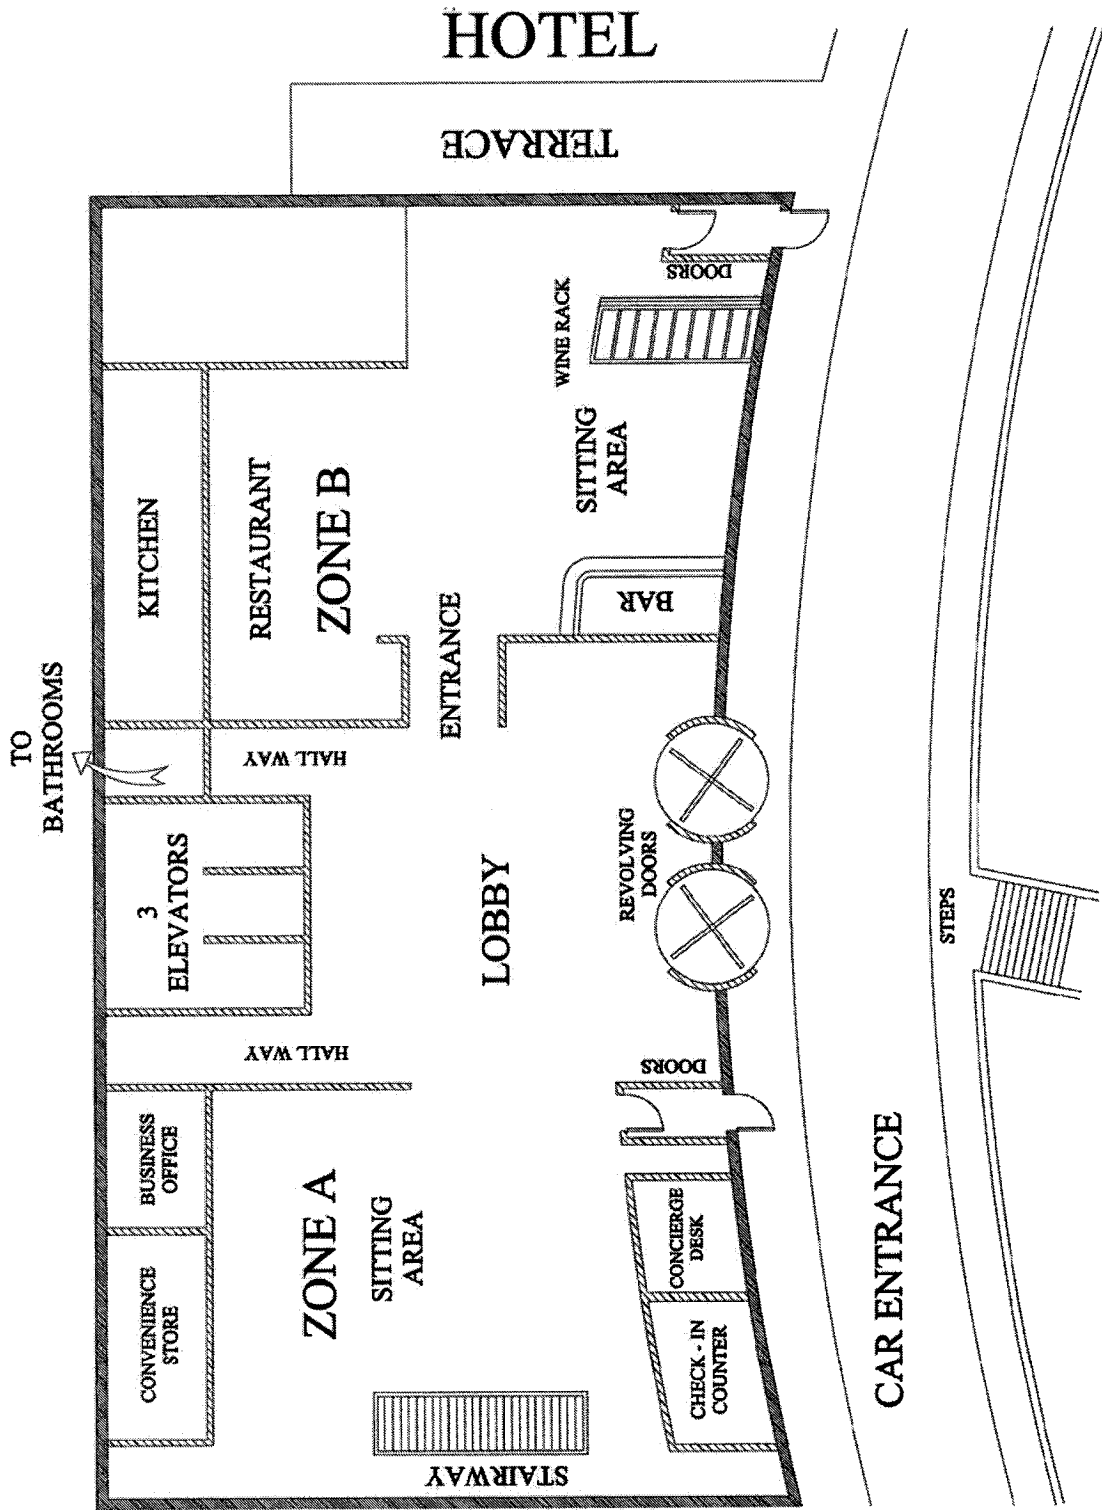 HOTEL
TERRACE
TO
BATHROOMS
KITCHEN
RESTAURANT
ZONE B
ENTRANCE
SITTING
AREA
WINE RACK
DOORS
BAR
HALL WAY
3
ELEVATORS
LOBBY
REVOLVING
DOORS
STEPS
HALL WAY
DOORS
BUSINESS
OFFICE
CONVENIENCE
STORE
ZONE A
SITTING
AREA
CONCIERGE
DESK
CHECK - IN
COUNTER
STAIRWAY
CAR ENTRANCE